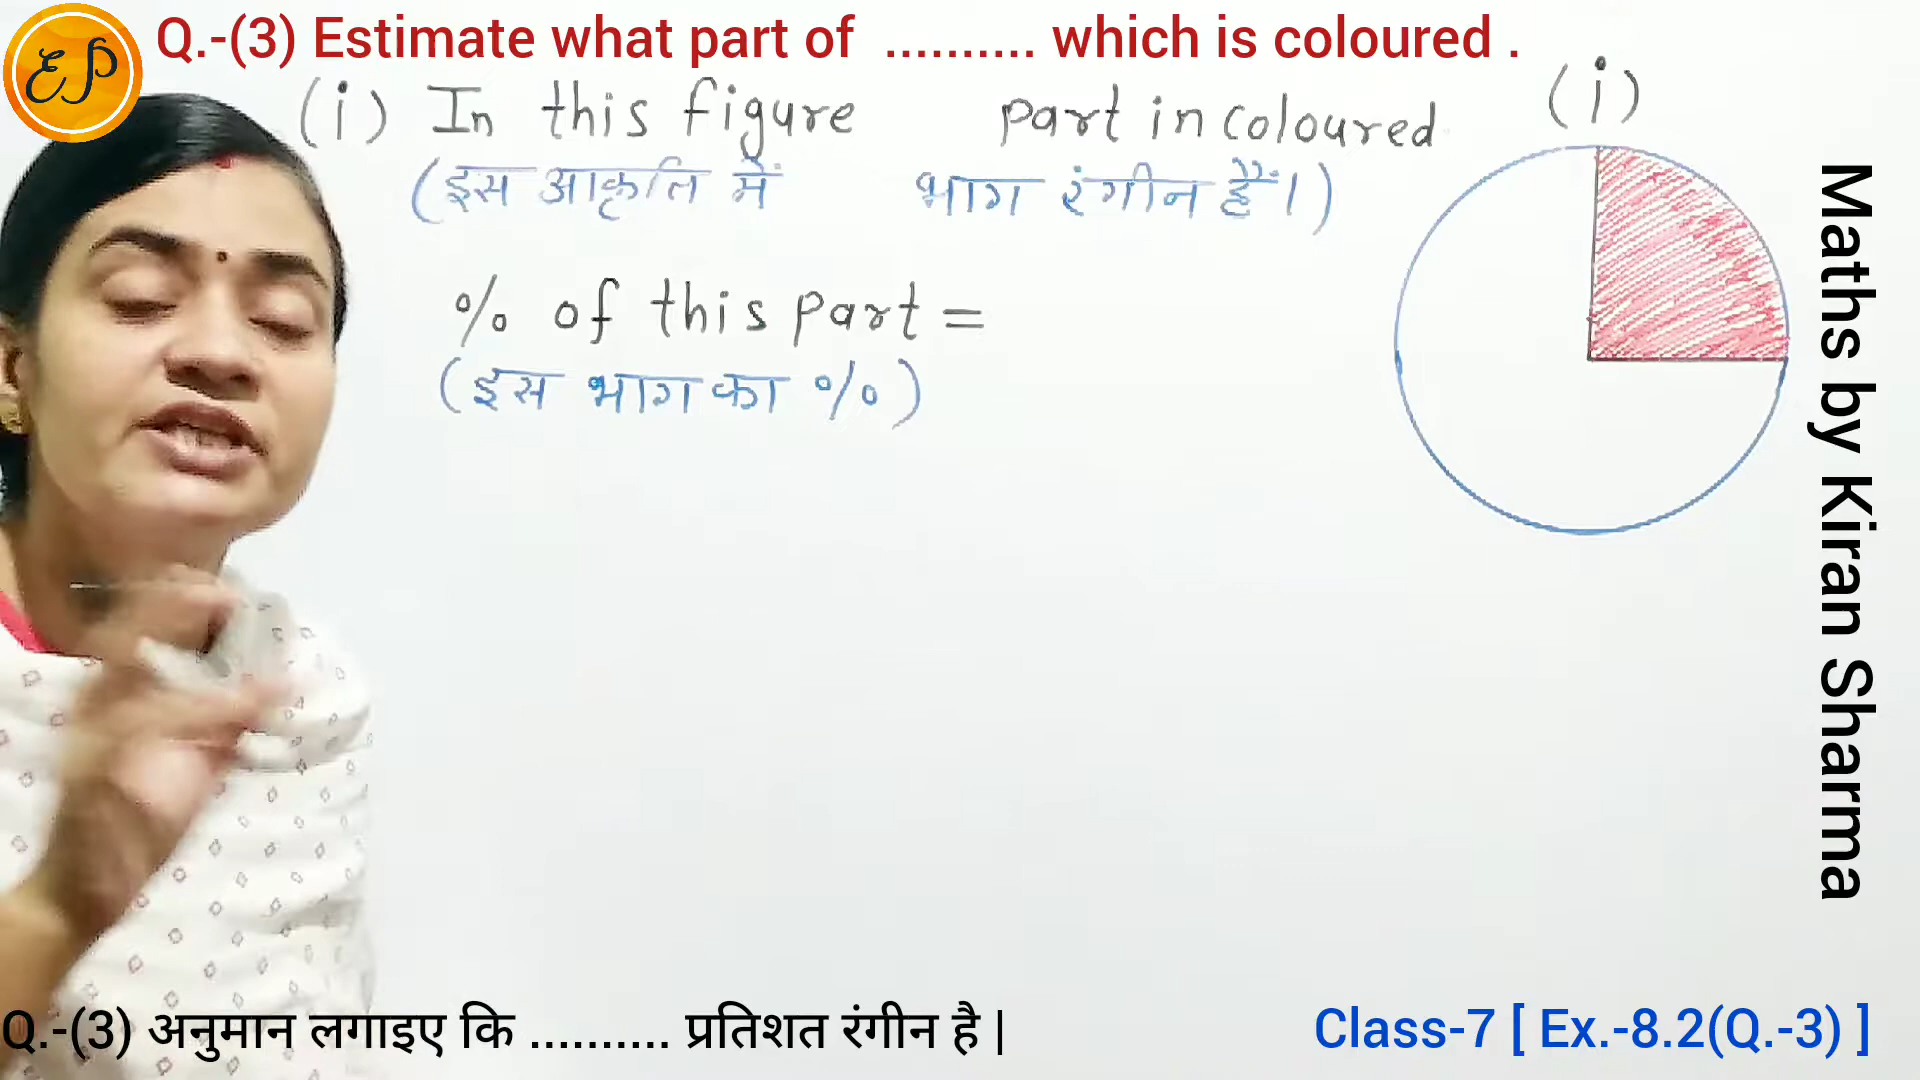 EP
Q.-(3) Estimate what part of .......... which is coloured .
(i) In this figure part in coloured
(i)
(इस आकृति में भाग रंगीन हैं।)
% of this part =
(इस भाग का %)
Maths by Kiran Sharma
Q.-(3) अनुमान लगाइए कि .......... प्रतिशत रंगीन है |
Class-7 [ Ex.-8.2(Q.-3) ]